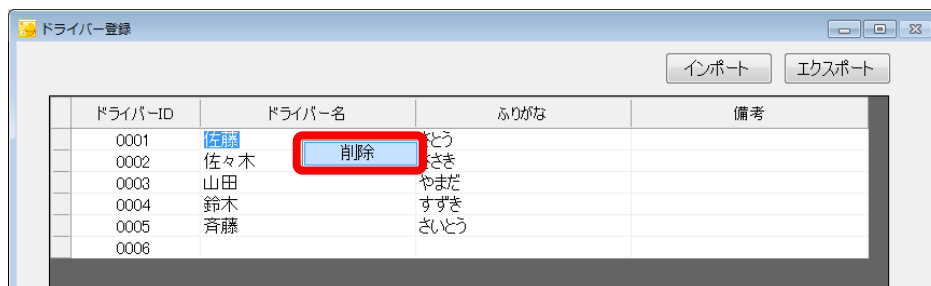 ドライバー登録
インポート エクスポート
ドライバーID ドライバー名 ふりがな 備考
0001 佐藤 さとう
削除
0002 佐々木 ささき
0003 山田 やまだ
0004 鈴木 すずき
0005 斉藤 さいとう
0006